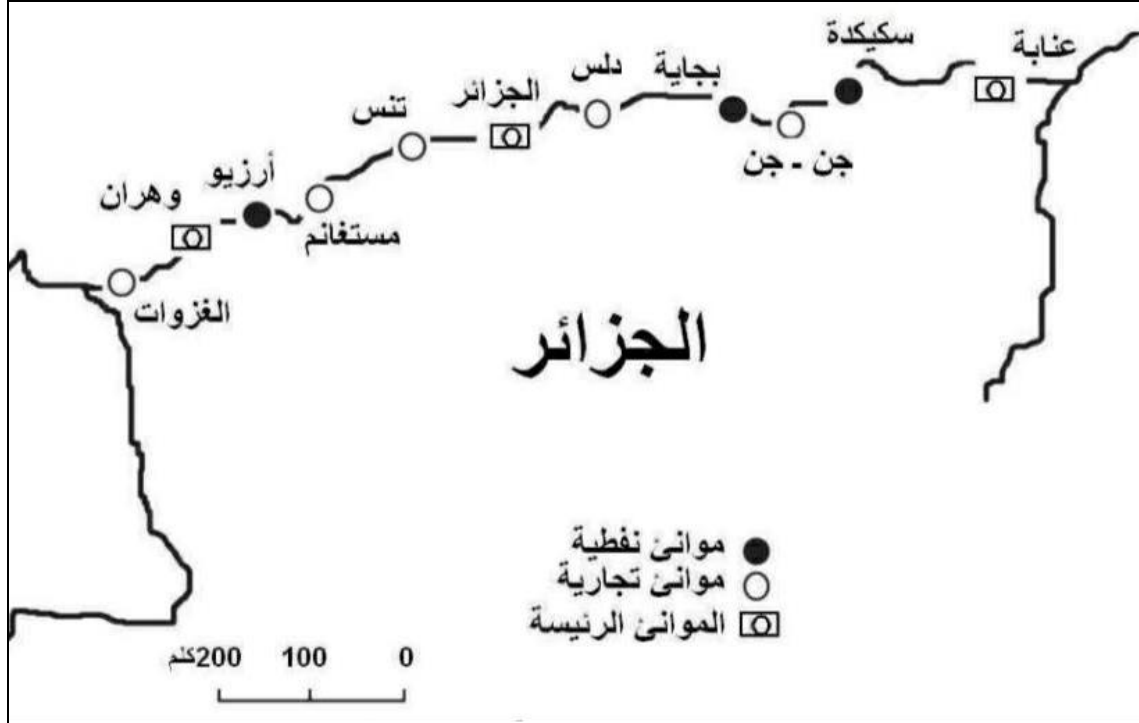 عنابة
سكيكدة
جن - جن
بجاية
دلس
الجزائر
تنس
مستغانم
أرزيو
وهران
الغزوات
الجزائر
موانئ نفطية
موانئ تجارية
الموانئ الرئيسة
0 100 200كلم